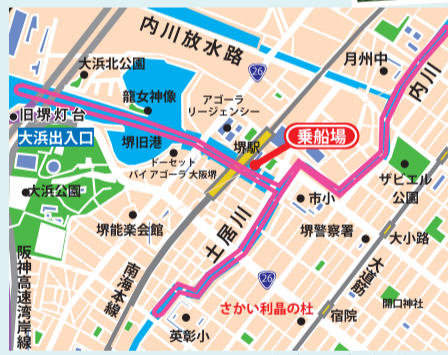 内川放水路
26
月州中
内川
大浜北公園
龍女神像
アゴーラ
リージェンシー
旧堺灯台
大浜出入口
堺旧港
堺駅
乗船場
ドーセット
バイ アゴーラ 大阪堺
ザビエル
公園
大浜公園
市小
土居川
堺能楽会館
堺警察署
大小路
大道筋
南海本線
阪神高速湾岸線
26
開口神社
さかい利晶の杜
宿院
英彰小